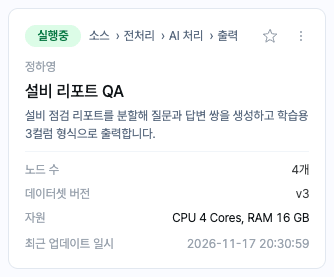 실행중 소스 › 전처리 › AI 처리 › 출력
정하영
설비 리포트 QA
설비 점검 리포트를 분할해 질문과 답변 쌍을 생성하고 학습용
3컬럼 형식으로 출력합니다.
노드 수 4개
데이터셋 버전 v3
자원 CPU 4 Cores, RAM 16 GB
최근 업데이트 일시 2026-11-17 20:30:59